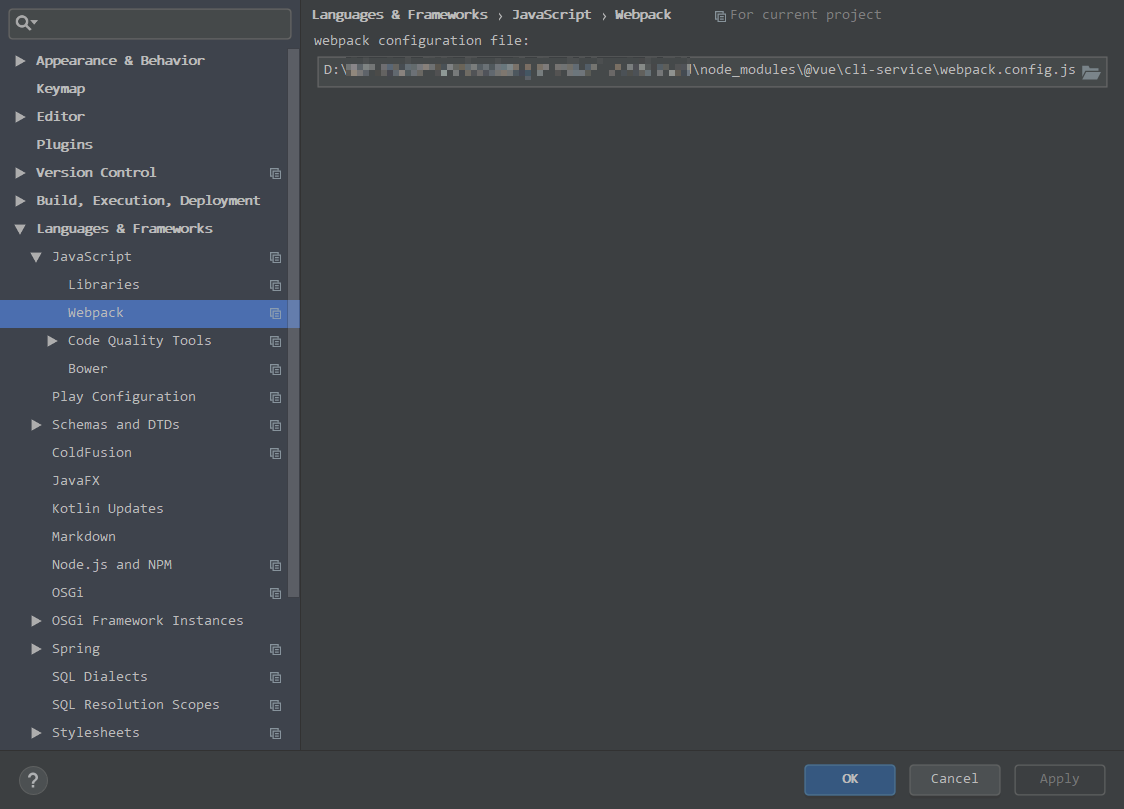 Appearance & Behavior
Keymap
Editor
Plugins
Version Control
Build, Execution, Deployment
Languages & Frameworks
JavaScript
Libraries
Webpack
Code Quality Tools
Bower
Play Configuration
Schemas and DTDs
ColdFusion
JavaFX
Kotlin Updates
Markdown
Node.js and NPM
OSGi
OSGi Framework Instances
Spring
SQL Dialects
SQL Resolution Scopes
Stylesheets
Languages & Frameworks › JavaScript › Webpack
For current project
webpack configuration file:
D:\ \node_modules\@vue\cli-service\webpack.config.js
?
OK
Cancel
Apply